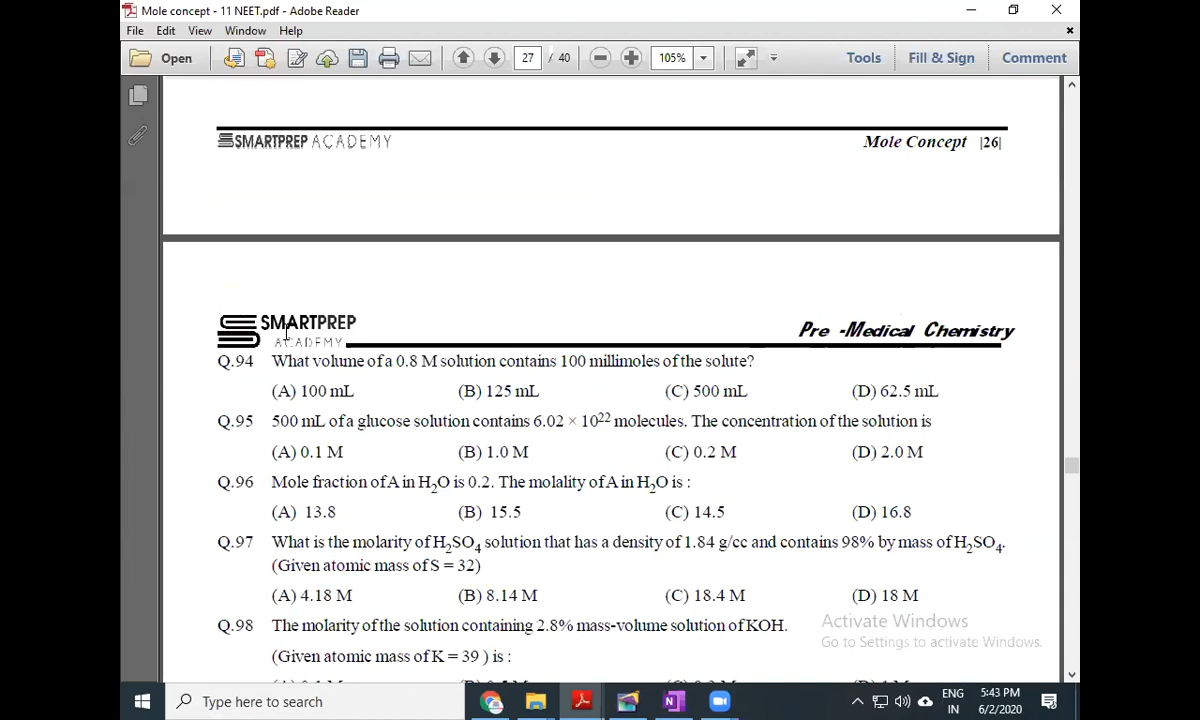 Mole concept - 11 NEET.pdf - Adobe Reader
File Edit View Window Help
Open 27 / 40 105% Tools Fill & Sign Comment
SMARTPREP ACADEMY Mole Concept |26|
SMARTPREP
ACADEMY
Pre -Medical Chemistry
Q.94 What volume of a 0.8 M solution contains 100 millimoles of the solute?
(A) 100 mL (B) 125 mL (C) 500 mL (D) 62.5 mL
Q.95 500 mL of a glucose solution contains 6.02 × 10²² molecules. The concentration of the solution is
(A) 0.1 M (B) 1.0 M (C) 0.2 M (D) 2.0 M
Q.96 Mole fraction of A in H₂O is 0.2. The molality of A in H₂O is :
(A) 13.8 (B) 15.5 (C) 14.5 (D) 16.8
Q.97 What is the molarity of H₂SO₄ solution that has a density of 1.84 g/cc and contains 98% by mass of H₂SO₄.
(Given atomic mass of S = 32)
(A) 4.18 M (B) 8.14 M (C) 18.4 M (D) 18 M
Q.98 The molarity of the solution containing 2.8% mass-volume solution of KOH.
(Given atomic mass of K = 39 ) is :
Activate Windows
Go to Settings to activate Windows.
Type here to search
ENG
IN
5:43 PM
6/2/2020